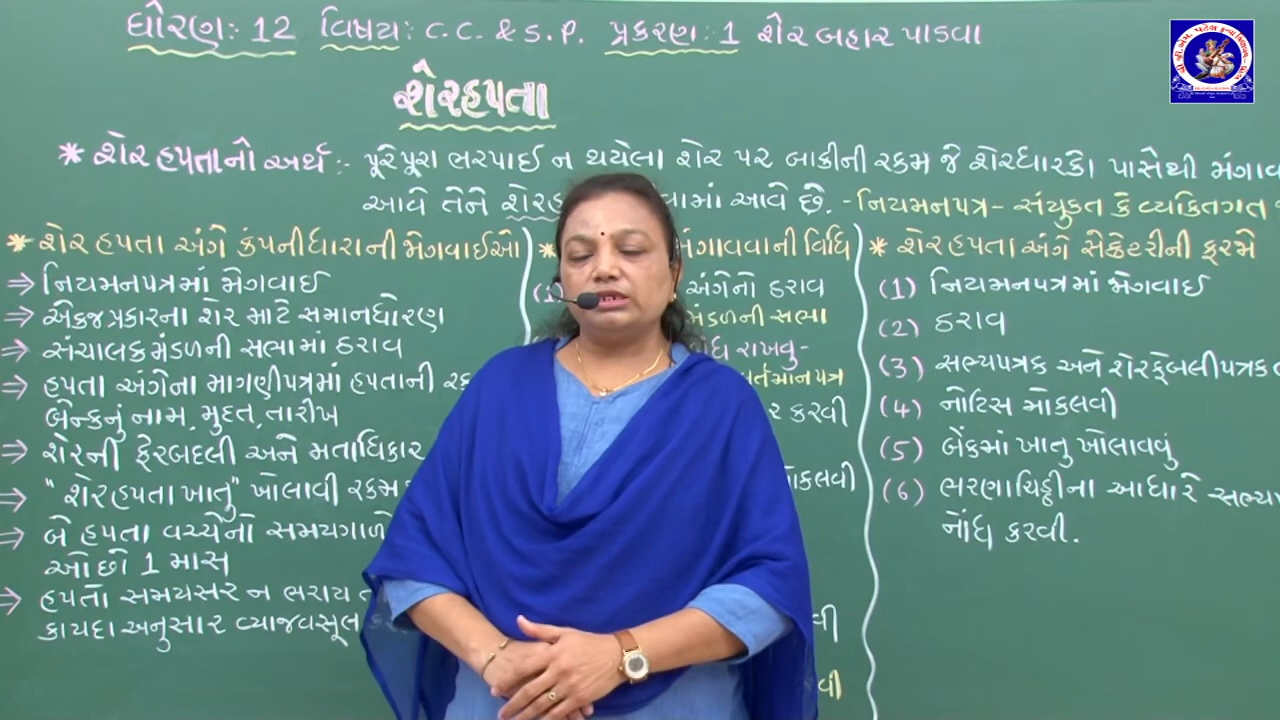 ધોરણ: 12 વિષય: C.C. & S.P. પ્રકરણ: 1 શેર બહાર પાડવા
શેરહપતા
* શેર હપતાનો અર્થ :- પૂરેપૂરા ભરપાઈ ન થયેલા શેર પર બાકીની રકમ જે શેરધારકો પાસેથી
આવે તેને આવે છે. - નિયમનપત્ર - સંયુકત કે વ્યકિતગત
* શેર હપતા અંગે કંપનીધારાની જોગવાઈઓ
⇒ નિયમનપત્રમાં જોગવાઈ
⇒ એકજ પ્રકારના શેર માટે સમાનધોરણ
⇒ સંચાલકમંડળની સભામાં ઠરાવ
⇒ હપતા અંગેના માગણીપત્રમાં હપતાની
બેન્કનું નામ, મુદત, તારીખ
⇒ શેરની ફેરબદલી અને મતાધિકાર
⇒ "શેરહપતા ખાતુ" ખોલાવી રકમ
⇒ બે હપતા વચ્ચેનો સમયગાળો
ઓછો 1 માસ
⇒ હપતો સમયસર ન ભરાય
કાયદા અનુસાર વ્યાજવસૂલ
* મંગાવવાની વિધિ
અંગેનો ઠરાવ
મંડળની સભા
રાખવુ -
વર્તમાનપત્ર
કરવી
મોકલવી
* શેરહપતા અંગે સેક્રેટરીની ફરજો
(1) નિયમનપત્રમાં જોગવાઈ
(2) ઠરાવ
(3) સભ્યપત્રક અને શેરફેબલીપત્રક
(4) નોટિસ મોકલવી
(5) બેંકમાં ખાતુ ખોલાવવું
(6) ભરણાચિઠ્ઠીના આધારે
નોંધ કરવી.